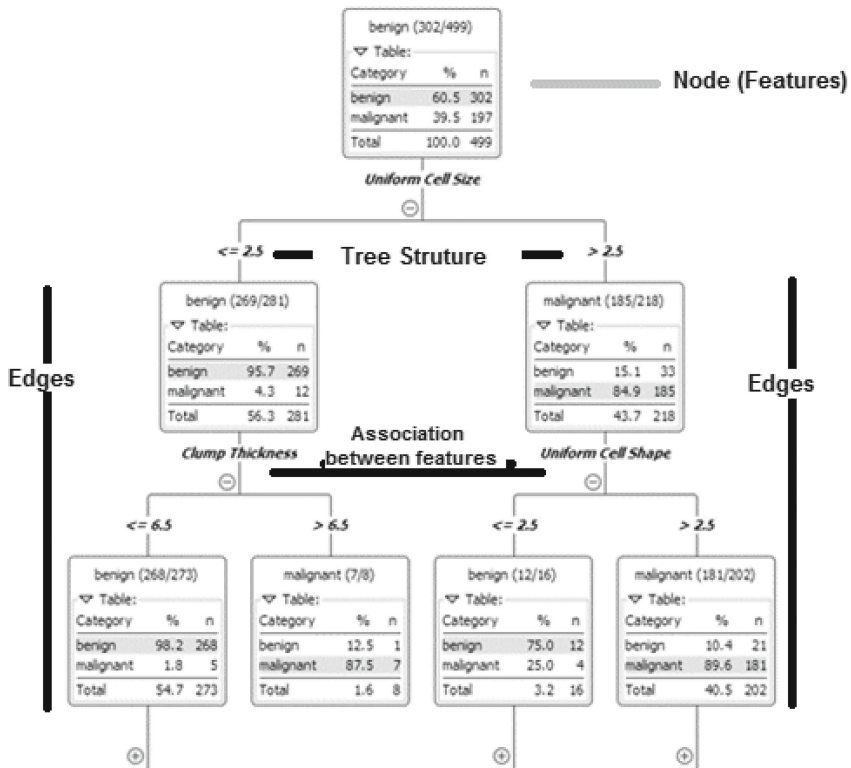 benign (302/499)
Table:
Category % n
benign 60.5 302
malignant 39.5 197
Total 100.0 499
Node (Features)
Uniform Cell Size
<= 2.5
Tree Struture
> 2.5
benign (269/281)
Table:
Category % n
benign 95.7 269
malignant 4.3 12
Total 56.3 281
malignant (185/218)
Table:
Category % n
benign 15.1 33
malignant 84.9 185
Total 43.7 218
Edges
Edges
Clump Thickness
Association
between features
Uniform Cell Shape
<= 6.5
> 6.5
<= 2.5
> 2.5
benign (268/273)
Table:
Category % n
benign 98.2 268
malignant 1.8 5
Total 54.7 273
malignant (7/8)
Table:
Category % n
benign 12.5 1
malignant 87.5 7
Total 1.6 8
benign (12/16)
Table:
Category % n
benign 75.0 12
malignant 25.0 4
Total 3.2 16
malignant (181/202)
Table:
Category % n
benign 10.4 21
malignant 89.6 181
Total 40.5 202